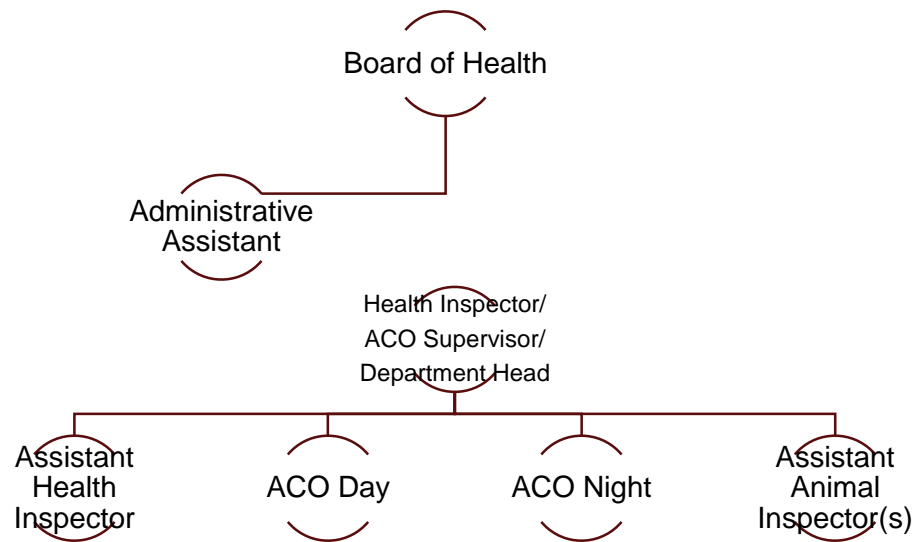 Board of Health
Administrative
Assistant
Health Inspector/
ACO Supervisor/
Department Head
Assistant
Health
Inspector
ACO Day
ACO Night
Assistant
Animal
Inspector(s)